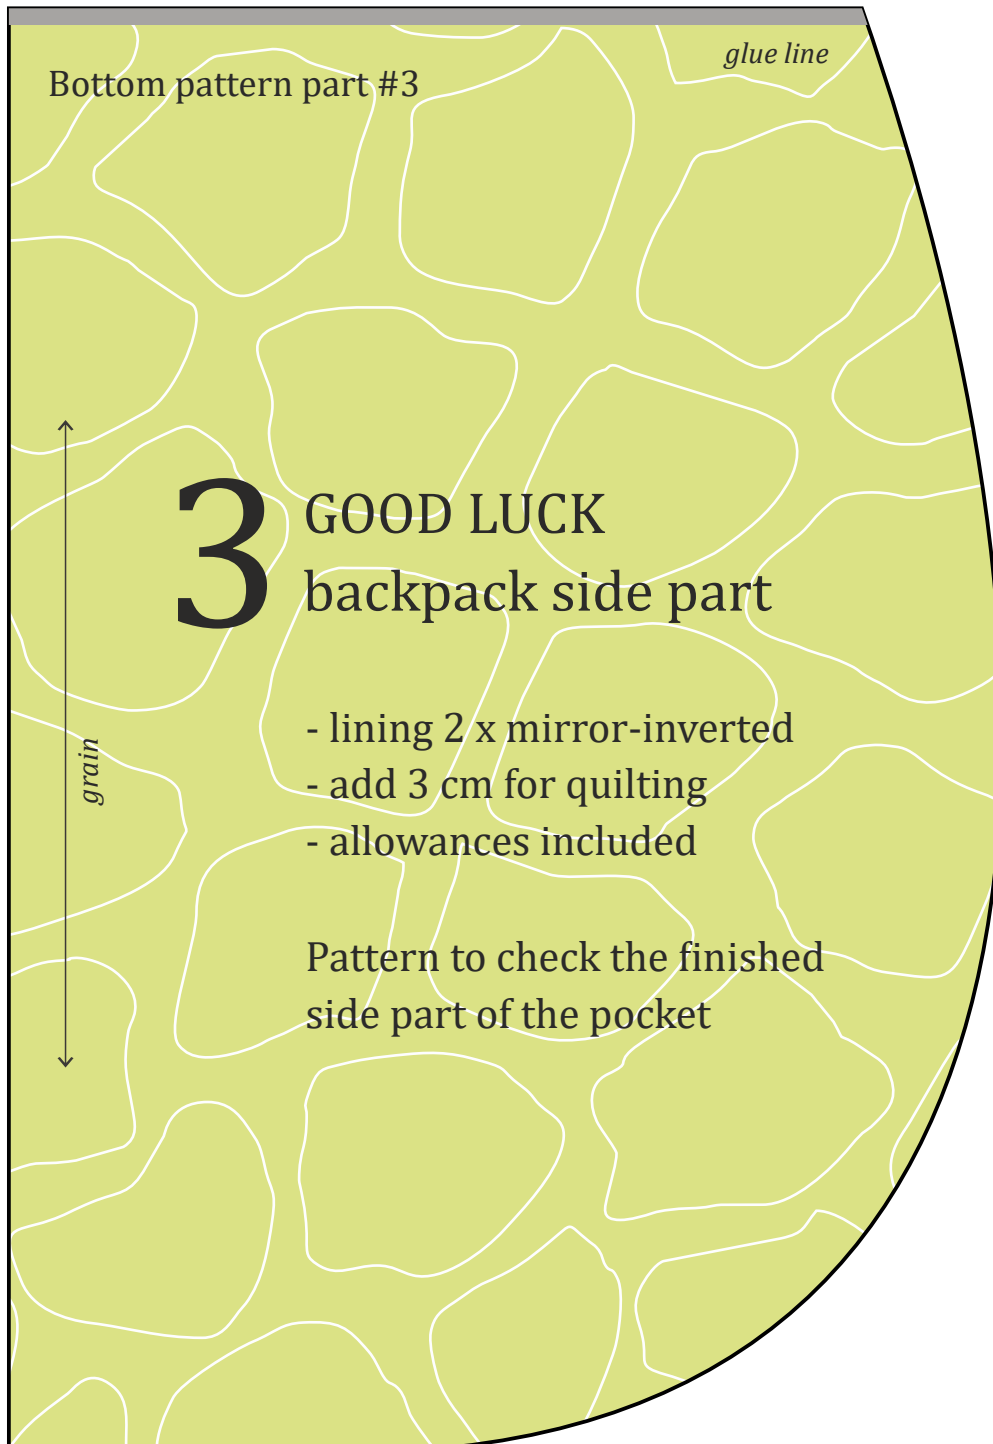 glue line
Bottom pattern part #3
3
GOOD LUCK
backpack side part
- lining 2 x mirror-inverted
- add 3 cm for quilting
- allowances included
grain
Pattern to check the finished
side part of the pocket